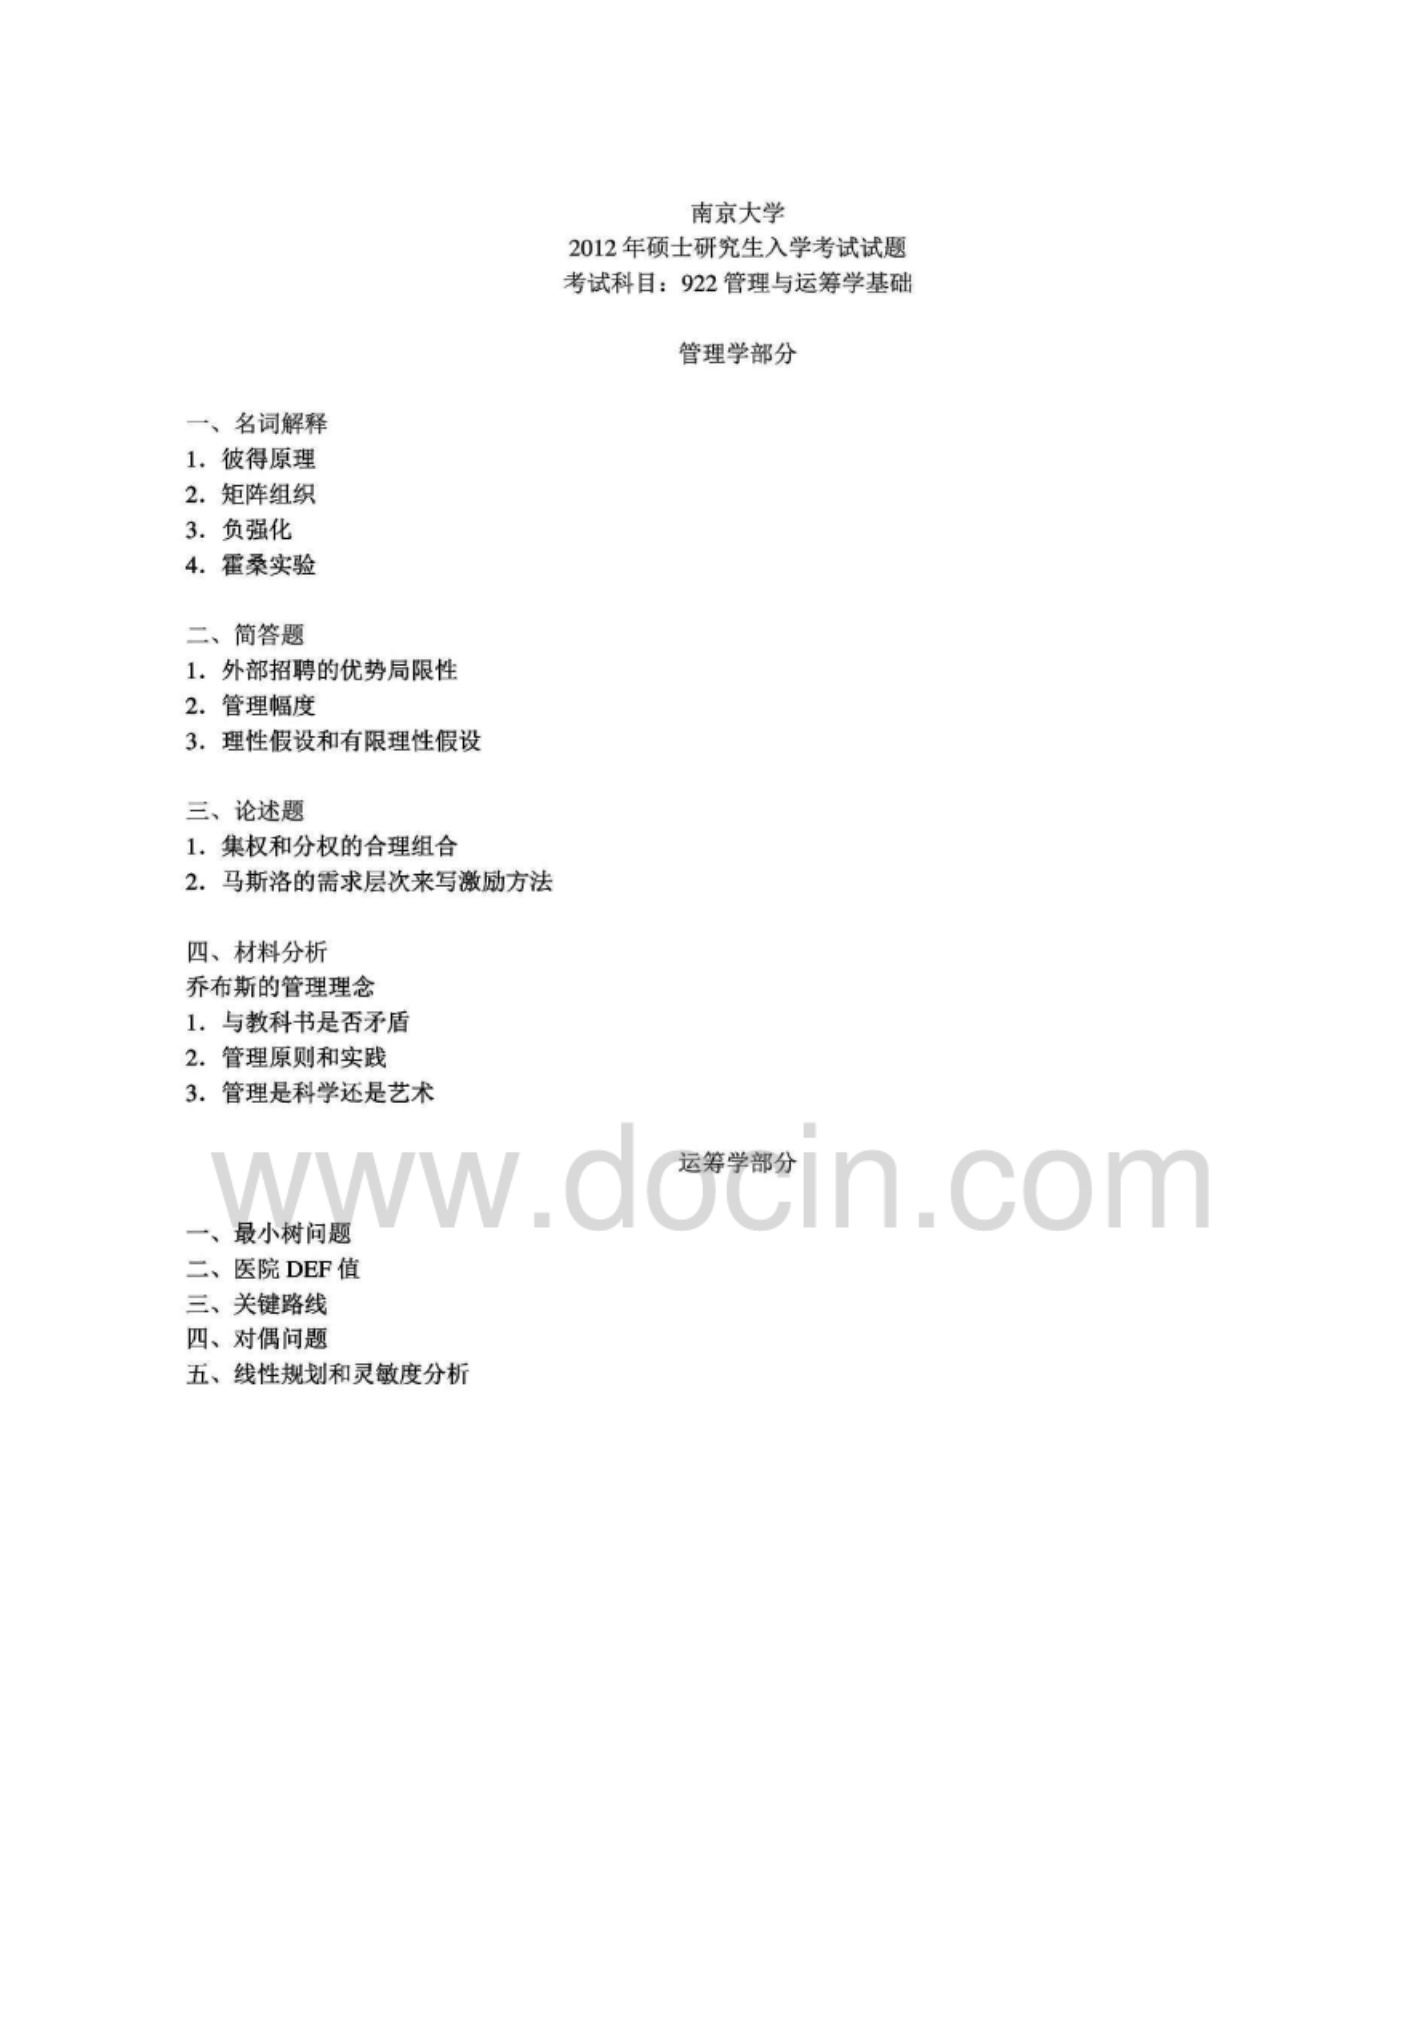 南京大学
2012 年硕士研究生入学考试试题
考试科目：922 管理与运筹学基础
管理学部分
一、名词解释
1．彼得原理
2．矩阵组织
3．负强化
4．霍桑实验
二、简答题
1．外部招聘的优势局限性
2．管理幅度
3．理性假设和有限理性假设
三、论述题
1．集权和分权的合理组合
2．马斯洛的需求层次来写激励方法
四、材料分析
乔布斯的管理理念
1．与教科书是否矛盾
2．管理原则和实践
3．管理是科学还是艺术
www.docin.com
运筹学部分
一、最小树问题
二、医院 DEF 值
三、关键路线
四、对偶问题
五、线性规划和灵敏度分析